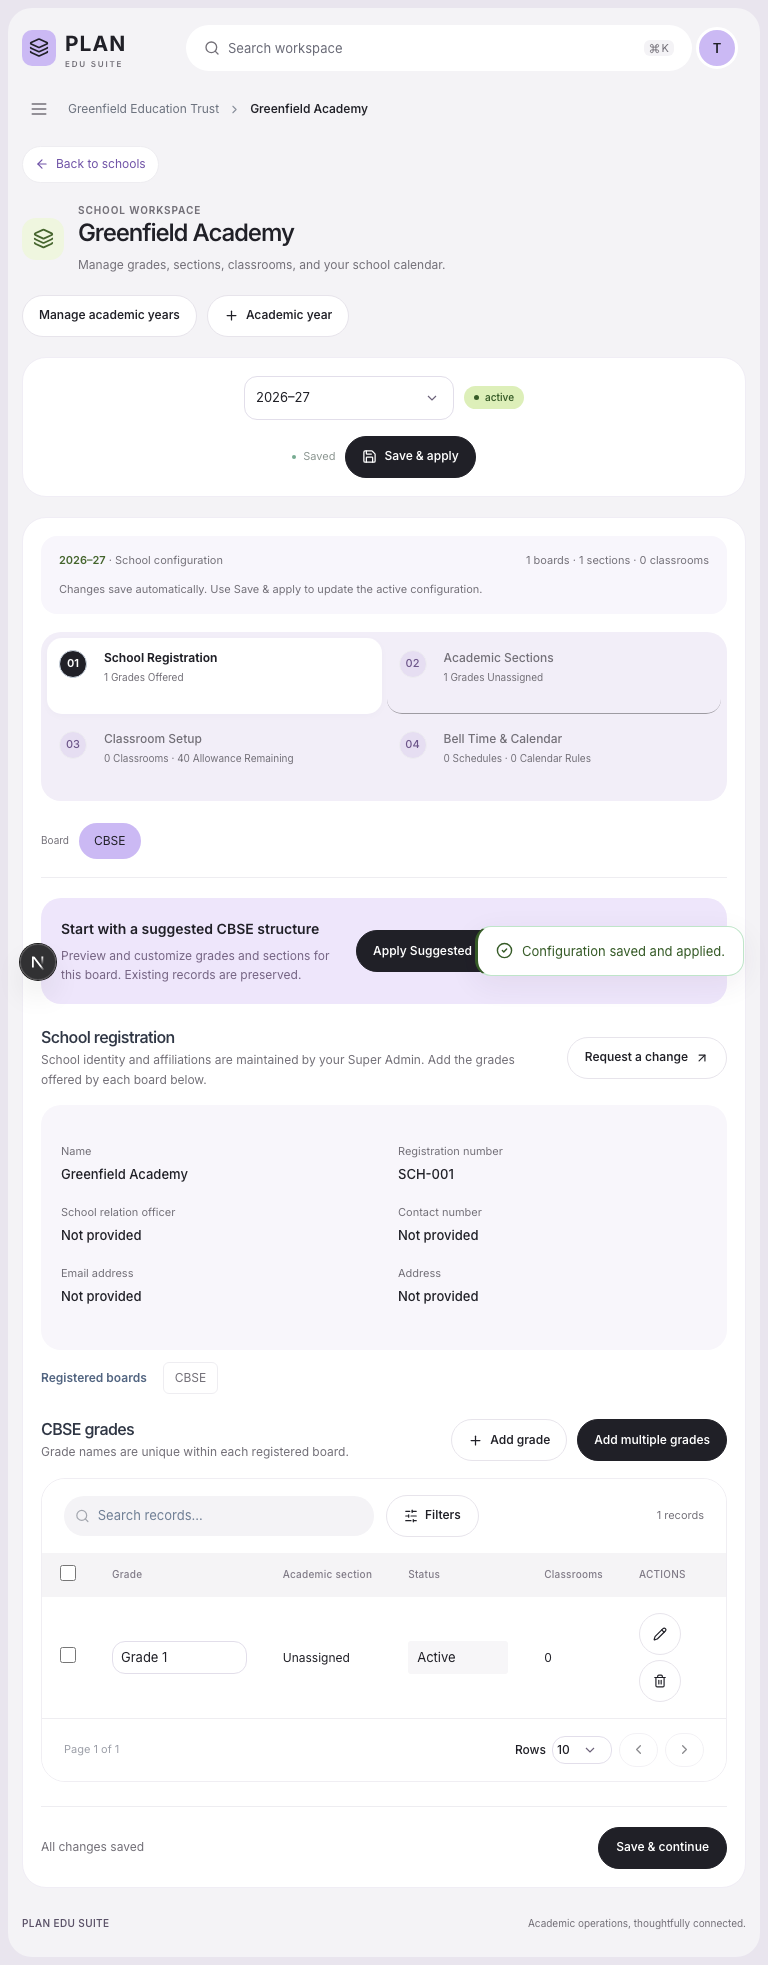 PLAN
EDU SUITE
Search workspace
⌘K
T
Greenfield Education Trust > Greenfield Academy
Back to schools
SCHOOL WORKSPACE
Greenfield Academy
Manage grades, sections, classrooms, and your school calendar.
Manage academic years
Academic year
2026–27
active
Saved
Save & apply
2026–27 · School configuration
1 boards · 1 sections · 0 classrooms
Changes save automatically. Use Save & apply to update the active configuration.
01
School Registration
1 Grades Offered
02
Academic Sections
1 Grades Unassigned
03
Classroom Setup
0 Classrooms · 40 Allowance Remaining
04
Bell Time & Calendar
0 Schedules · 0 Calendar Rules
Board
CBSE
Start with a suggested CBSE structure
Preview and customize grades and sections for
this board. Existing records are preserved.
Apply Suggested
Configuration saved and applied.
N
School registration
School identity and affiliations are maintained by your Super Admin. Add the grades
offered by each board below.
Request a change
Name
Greenfield Academy
Registration number
SCH-001
School relation officer
Not provided
Contact number
Not provided
Email address
Not provided
Address
Not provided
Registered boards
CBSE
CBSE grades
Grade names are unique within each registered board.
Add grade
Add multiple grades
Search records...
Filters
1 records
Grade
Academic section
Status
Classrooms
ACTIONS
Grade 1
Unassigned
Active
0
Page 1 of 1
Rows
10
All changes saved
Save & continue
PLAN EDU SUITE
Academic operations, thoughtfully connected.